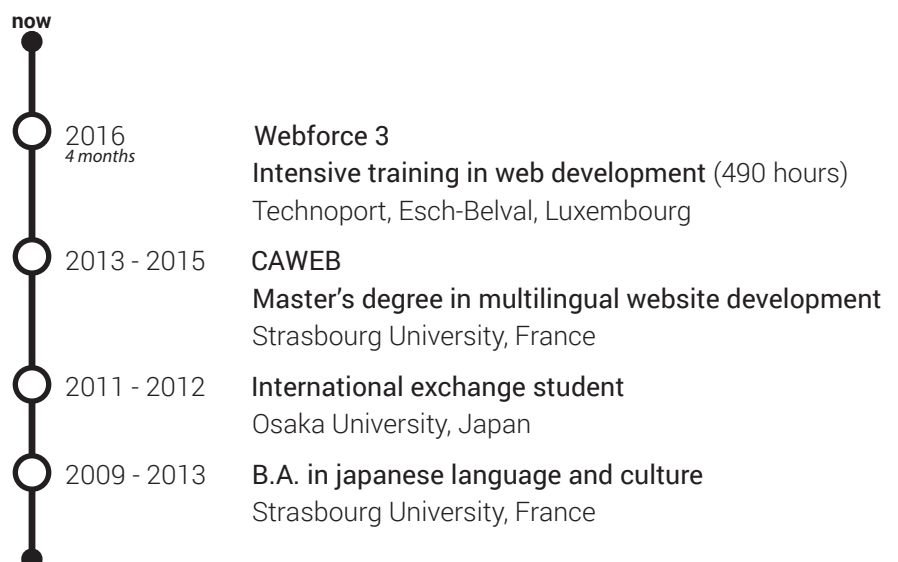 now
2016
4 months
Webforce 3
Intensive training in web development (490 hours)
Technoport, Esch-Belval, Luxembourg
2013 - 2015
CAWEB
Master's degree in multilingual website development
Strasbourg University, France
2011 - 2012
International exchange student
Osaka University, Japan
2009 - 2013
B.A. in japanese language and culture
Strasbourg University, France